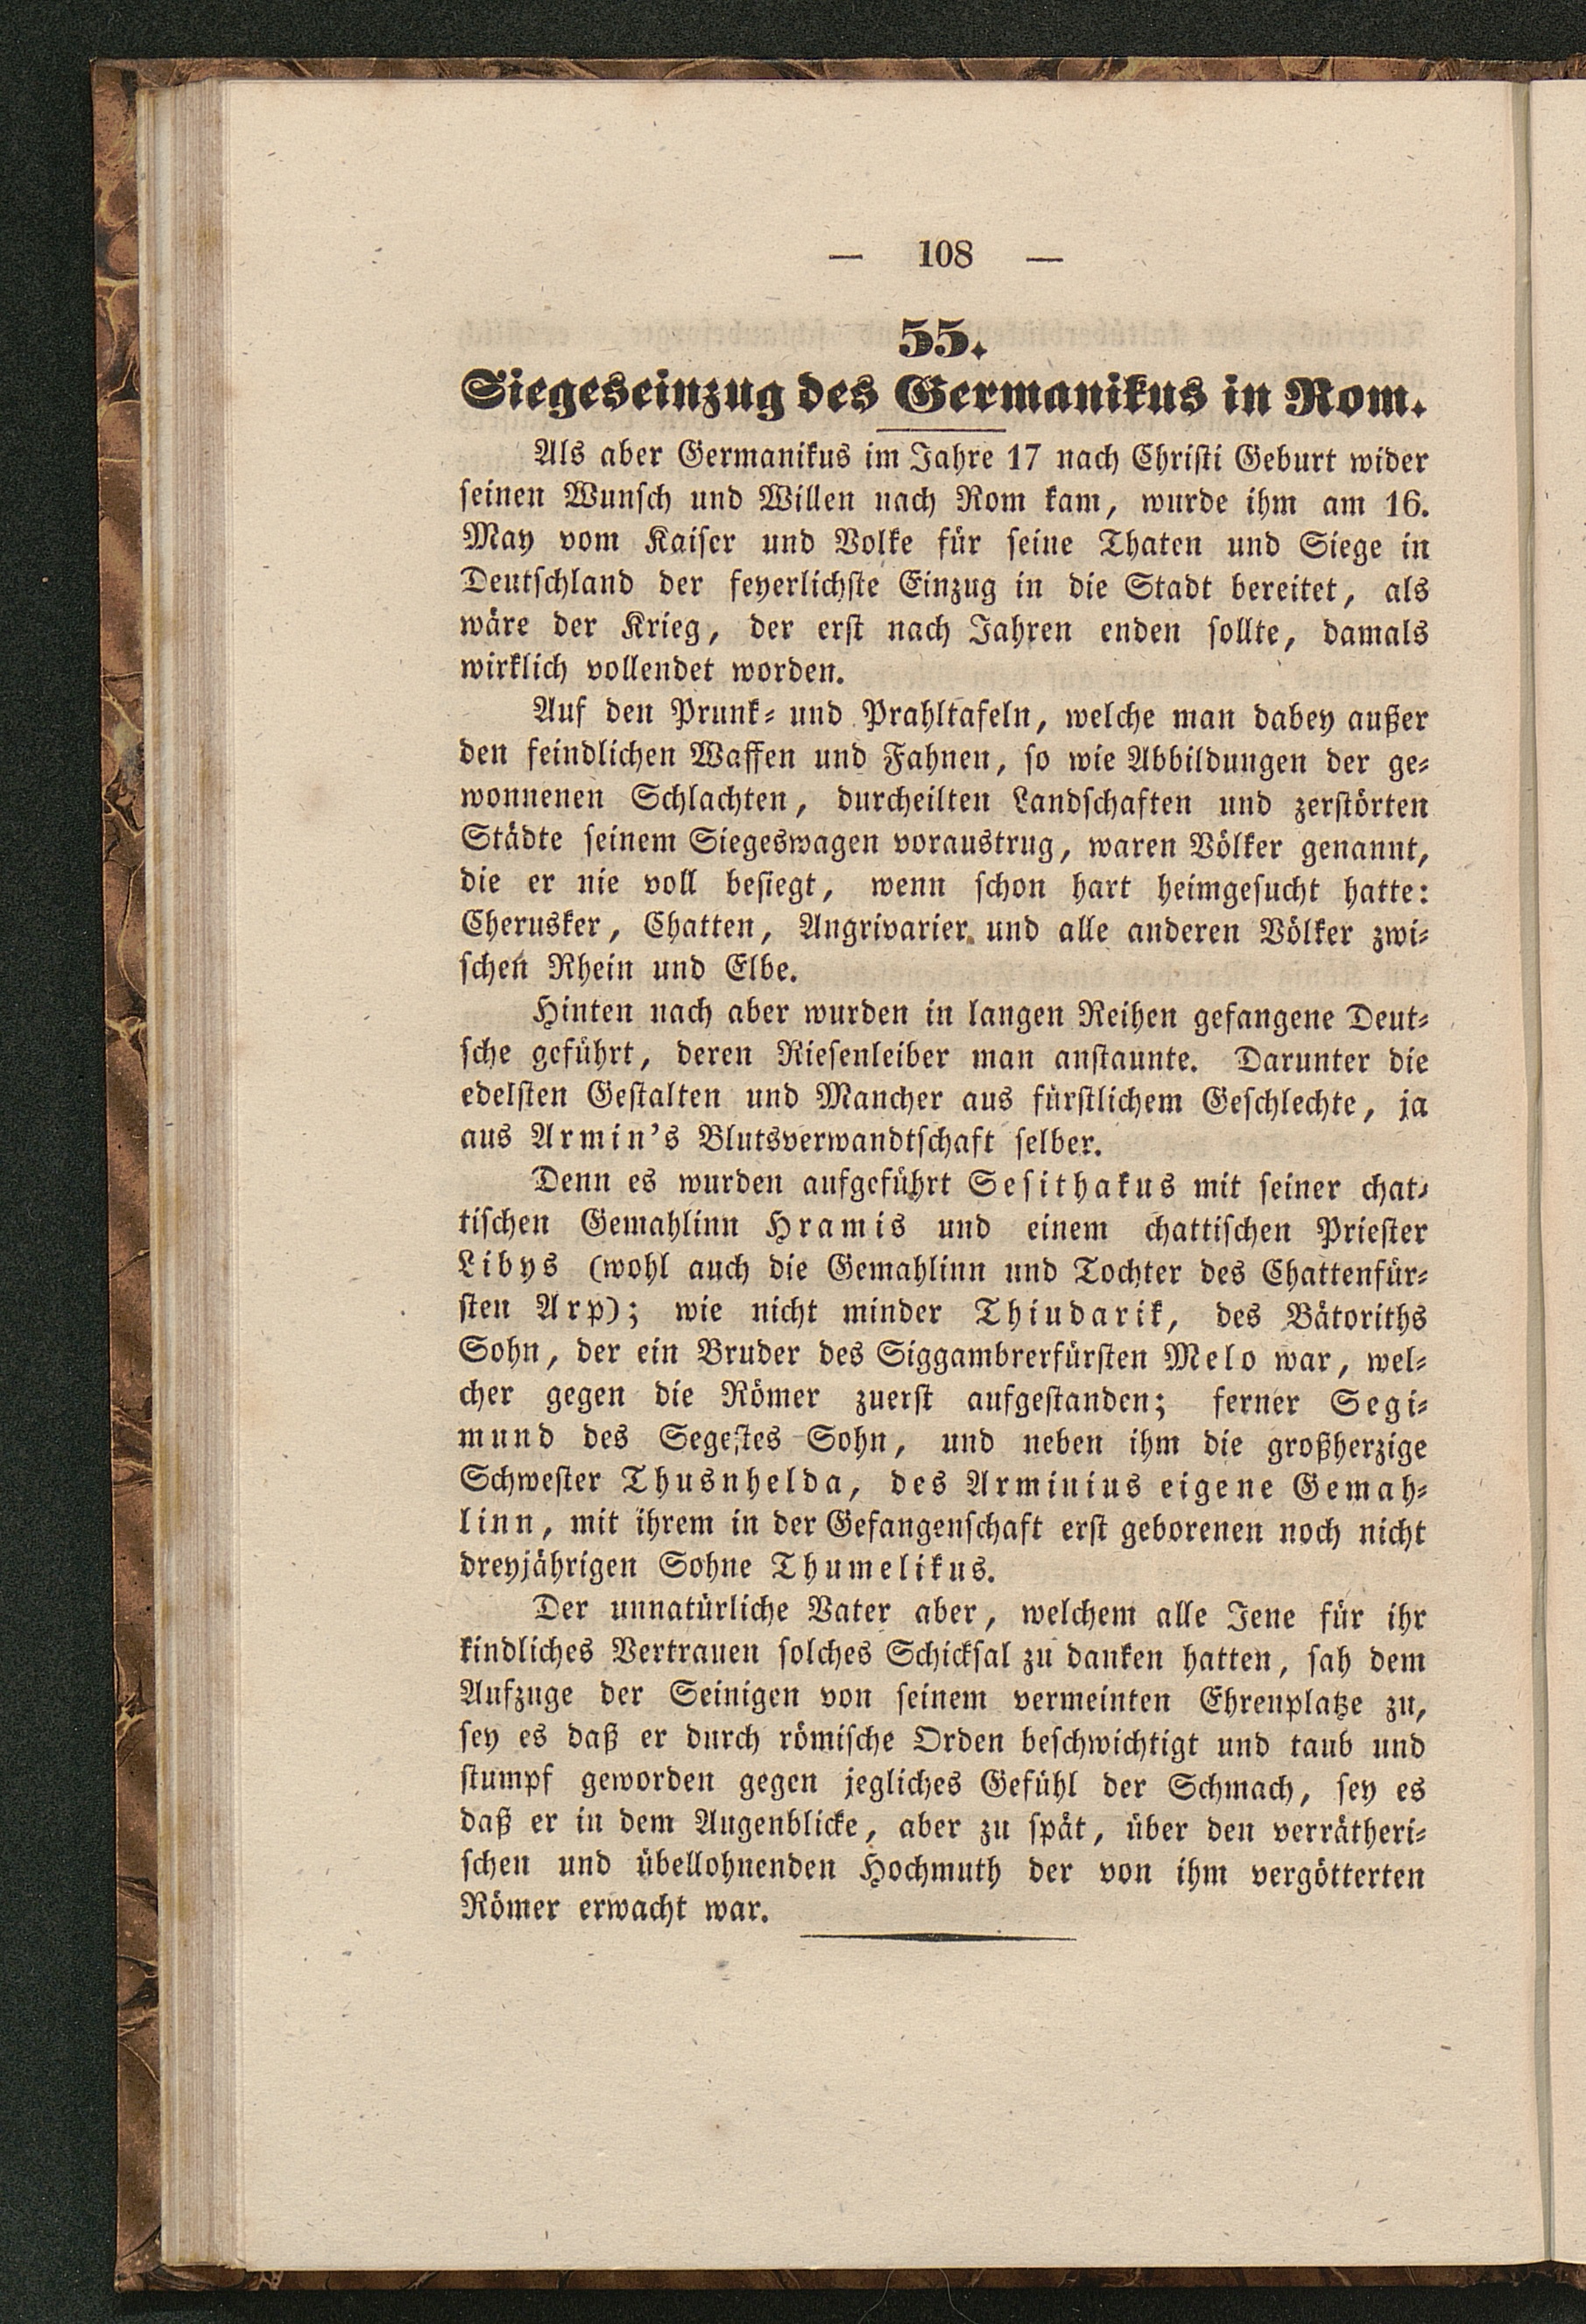 — 108 —
55.
Siegeseinzug des Germanikus in Rom.
Als aber Germanikus im Jahre 17 nach Christi Geburt wider
seinen Wunsch und Willen nach Rom kam, wurde ihm am 16.
May vom Kaiser und Volke für seine Thaten und Siege in
Deutschland der feyerlichste Einzug in die Stadt bereitet, als
wäre der Krieg, der erst nach Jahren enden sollte, damals
wirklich vollendet worden.
Auf den Prunk- und Prahltafeln, welche man dabey außer
den feindlichen Waffen und Fahnen, so wie Abbildungen der ge-
wonnenen Schlachten, durcheilten Landschaften und zerstörten
Städte seinem Siegeswagen voraustrug, waren Völker genannt,
die er nie voll besiegt, wenn schon hart heimgesucht hatte:
Cherusker, Chatten, Angrivarier und alle anderen Völker zwi-
schen Rhein und Elbe.
Hinten nach aber wurden in langen Reihen gefangene Deut-
sche geführt, deren Riesenleiber man anstaunte. Darunter die
edelsten Gestalten und Mancher aus fürstlichem Geschlechte, ja
aus Armin's Blutsverwandtschaft selber.
Denn es wurden aufgeführt Sesithakus mit seiner chat-
tischen Gemahlinn Hramis und einem chattischen Priester
Libys (wohl auch die Gemahlinn und Tochter des Chattenfür-
sten Arp); wie nicht minder Thiudarik, des Bätoriths
Sohn, der ein Bruder des Siggambrerfürsten Melo war, wel-
cher gegen die Römer zuerst aufgestanden; ferner Segi-
mund des Segestes Sohn, und neben ihm die großherzige
Schwester Thusnhelda, des Arminius eigene Gemah-
linn, mit ihrem in der Gefangenschaft erst geborenen noch nicht
dreyjährigen Sohne Thumelikus.
Der unnatürliche Vater aber, welchem alle Jene für ihr
kindliches Vertrauen solches Schicksal zu danken hatten, sah dem
Aufzuge der Seinigen von seinem vermeinten Ehrenplatze zu,
sey es daß er durch römische Orden beschwichtigt und taub und
stumpf geworden gegen jegliches Gefühl der Schmach, sey es
daß er in dem Augenblicke, aber zu spät, über den verrätheri-
schen und übellohnenden Hochmuth der von ihm vergötterten
Römer erwacht war.